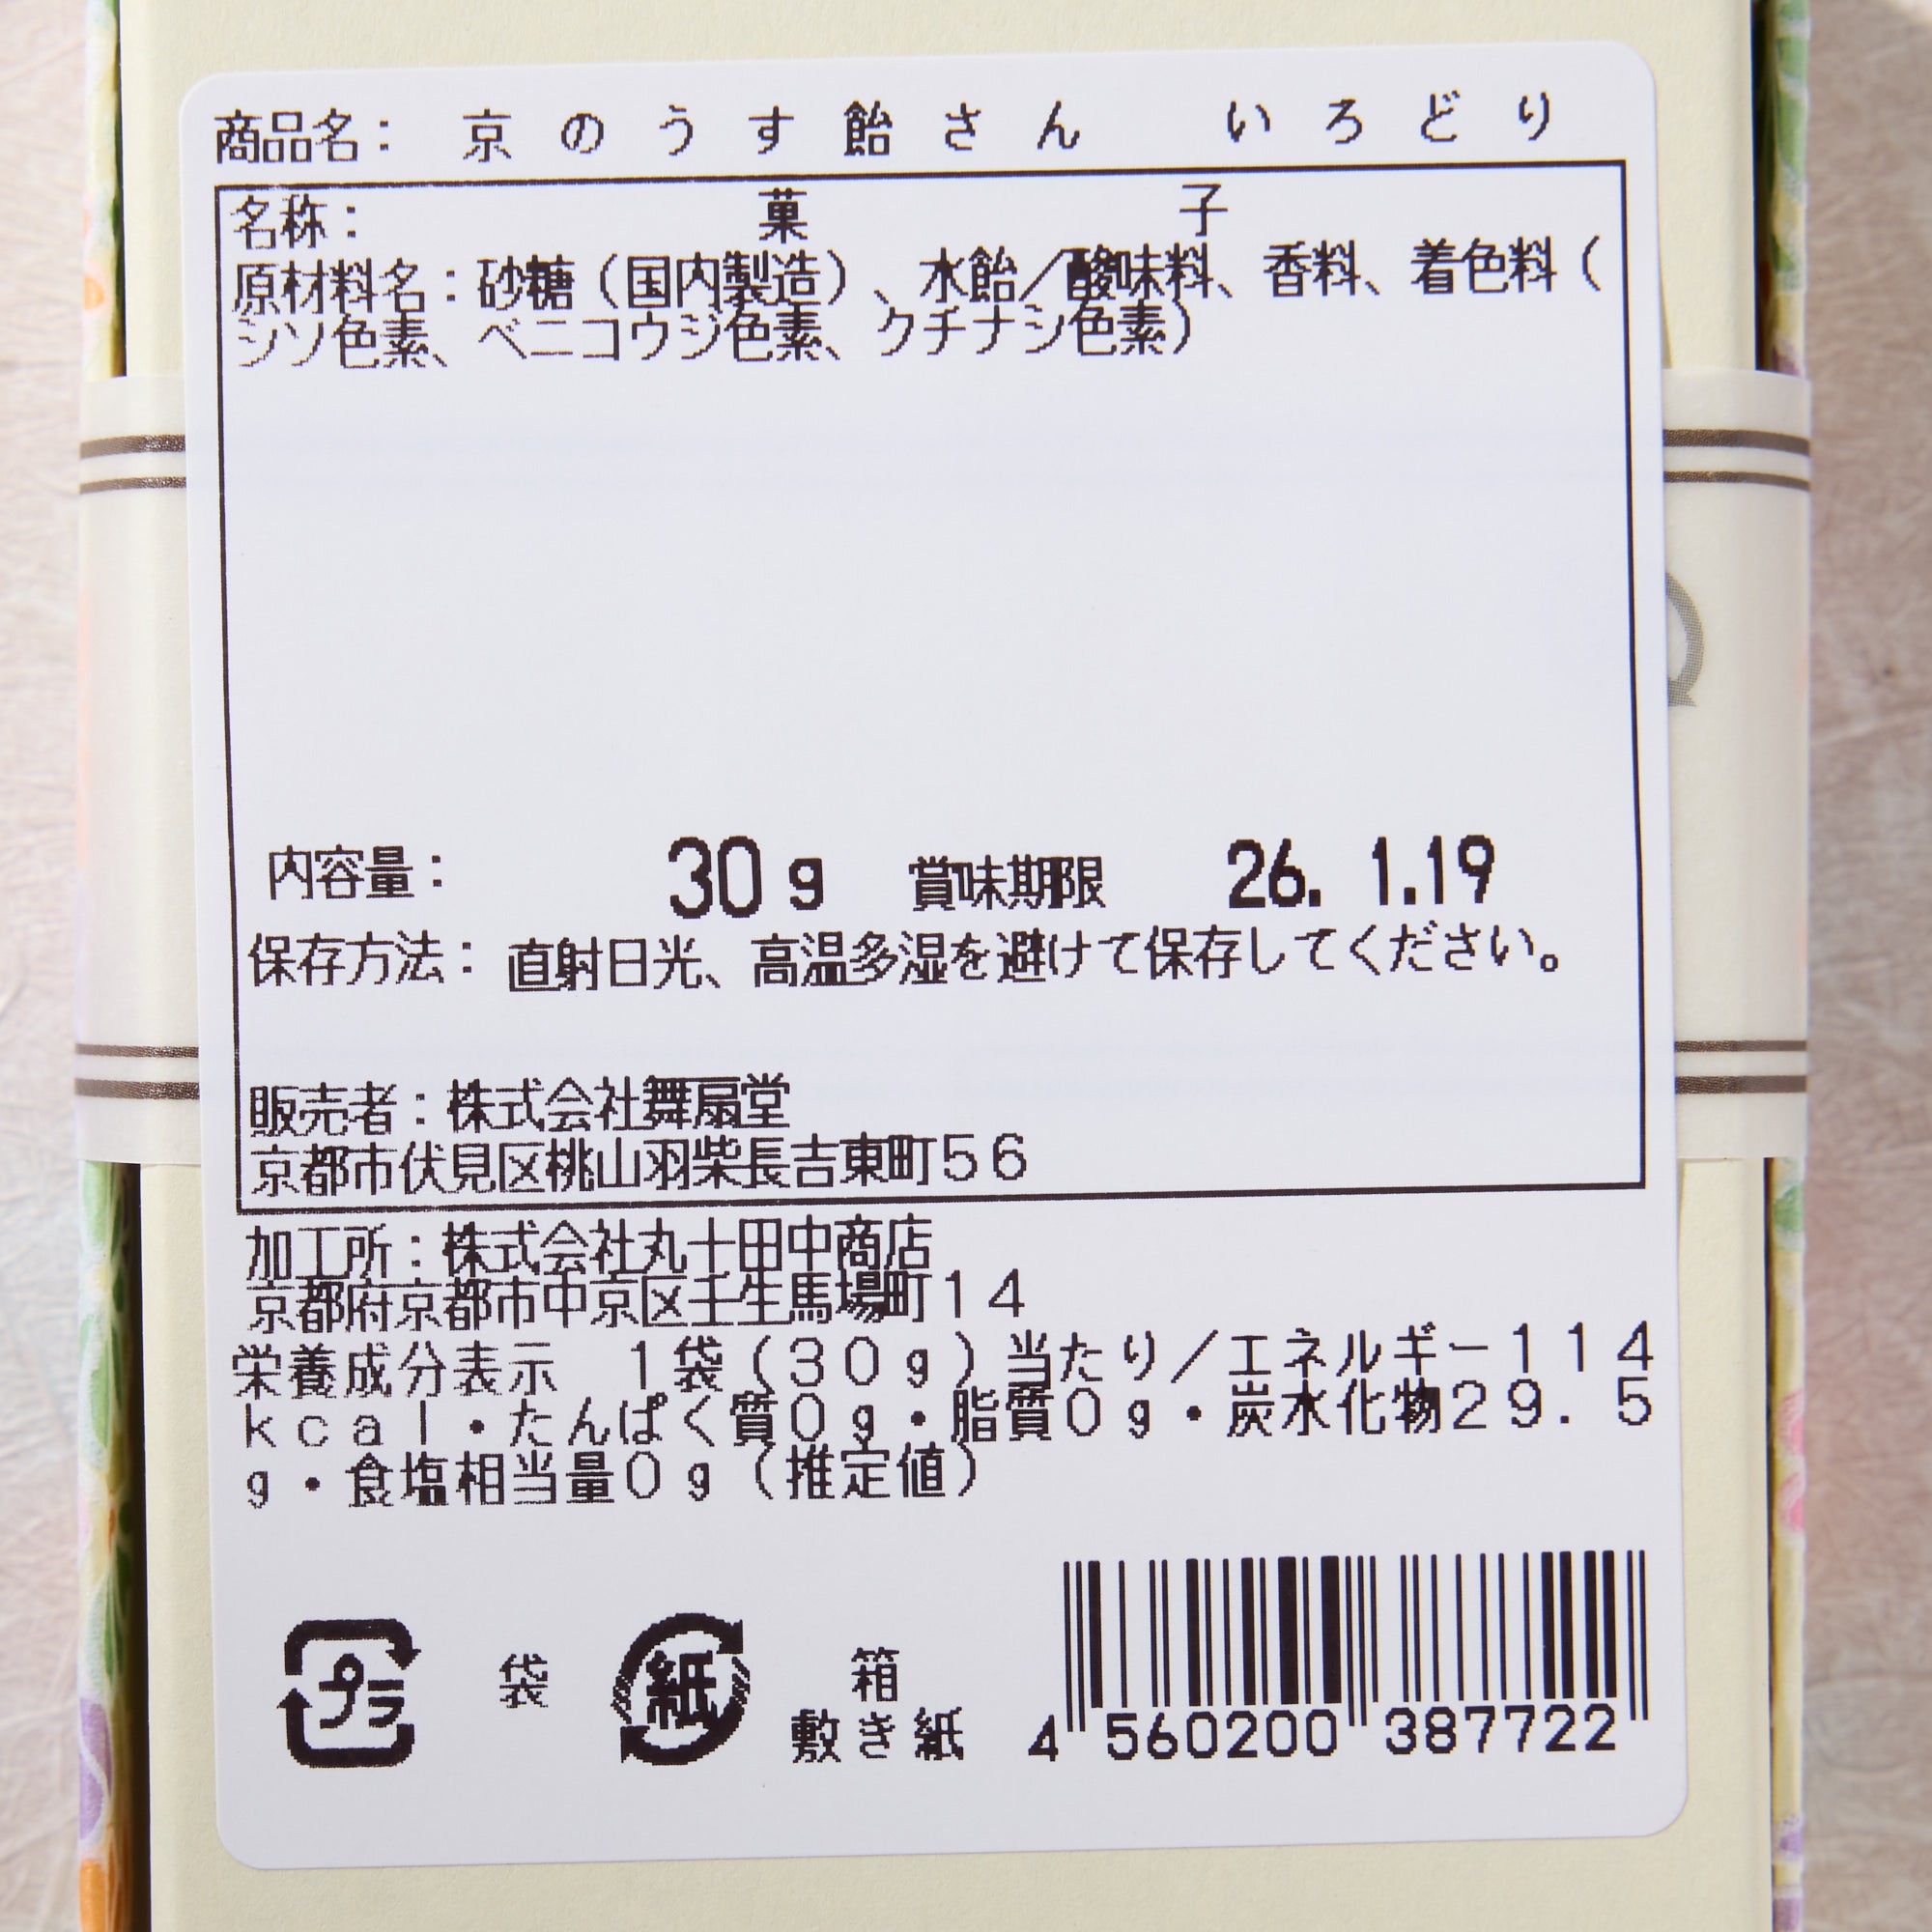 商品名：京のうす飴さん　いろどり
名称：菓子
原材料名：砂糖（国内製造）、水飴／酸味料、香料、着色料（
シソ色素、ベニコウジ色素、クチナシ色素）
内容量：30g　賞味期限　26. 1.19
保存方法：直射日光、高温多湿を避けて保存してください。
販売者：株式会社舞扇堂
京都市伏見区桃山羽柴長吉東町56
加工所：株式会社丸十田中商店
京都府京都市中京区壬生馬場町14
栄養成分表示　1袋（30g）当たり／エネルギー114
kcal・たんぱく質0g・脂質0g・炭水化物29.5
g・食塩相当量0g（推定値）
プラ　袋　紙　箱
敷き紙
4 560200 387722